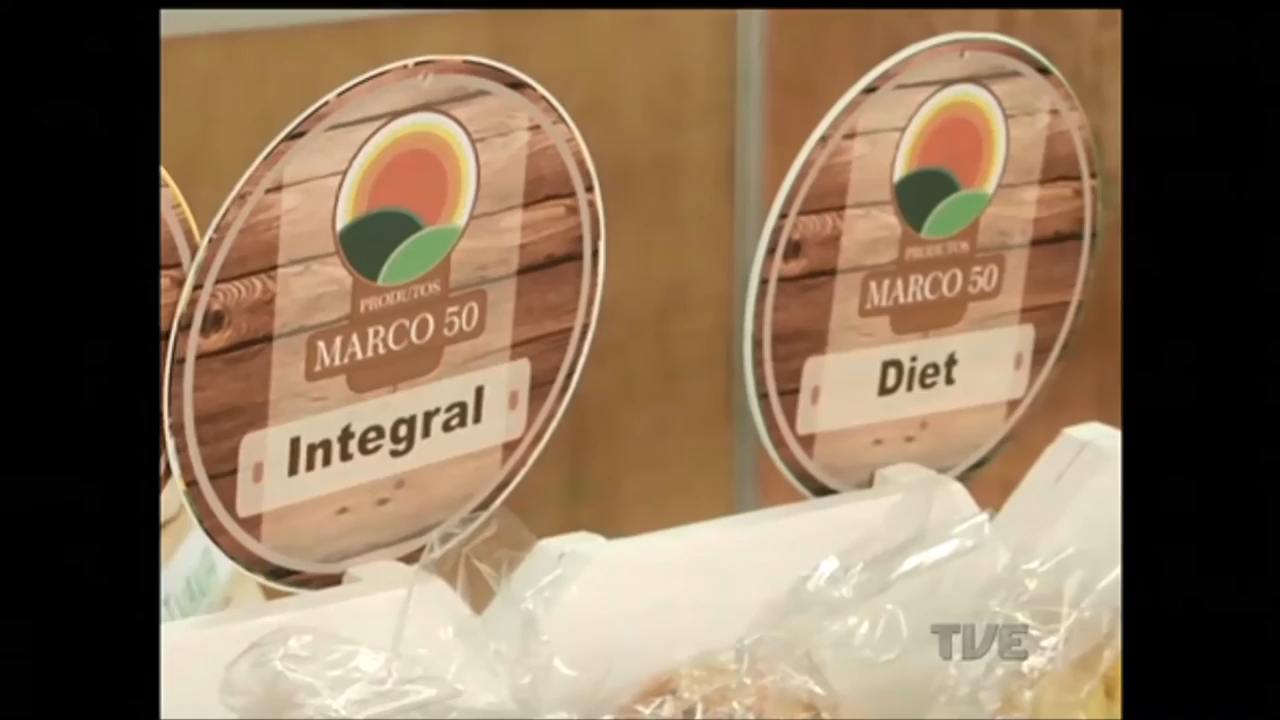 PRODUTOS
MARCO 50
Integral
PRODUTOS
MARCO 50
Diet
TVE